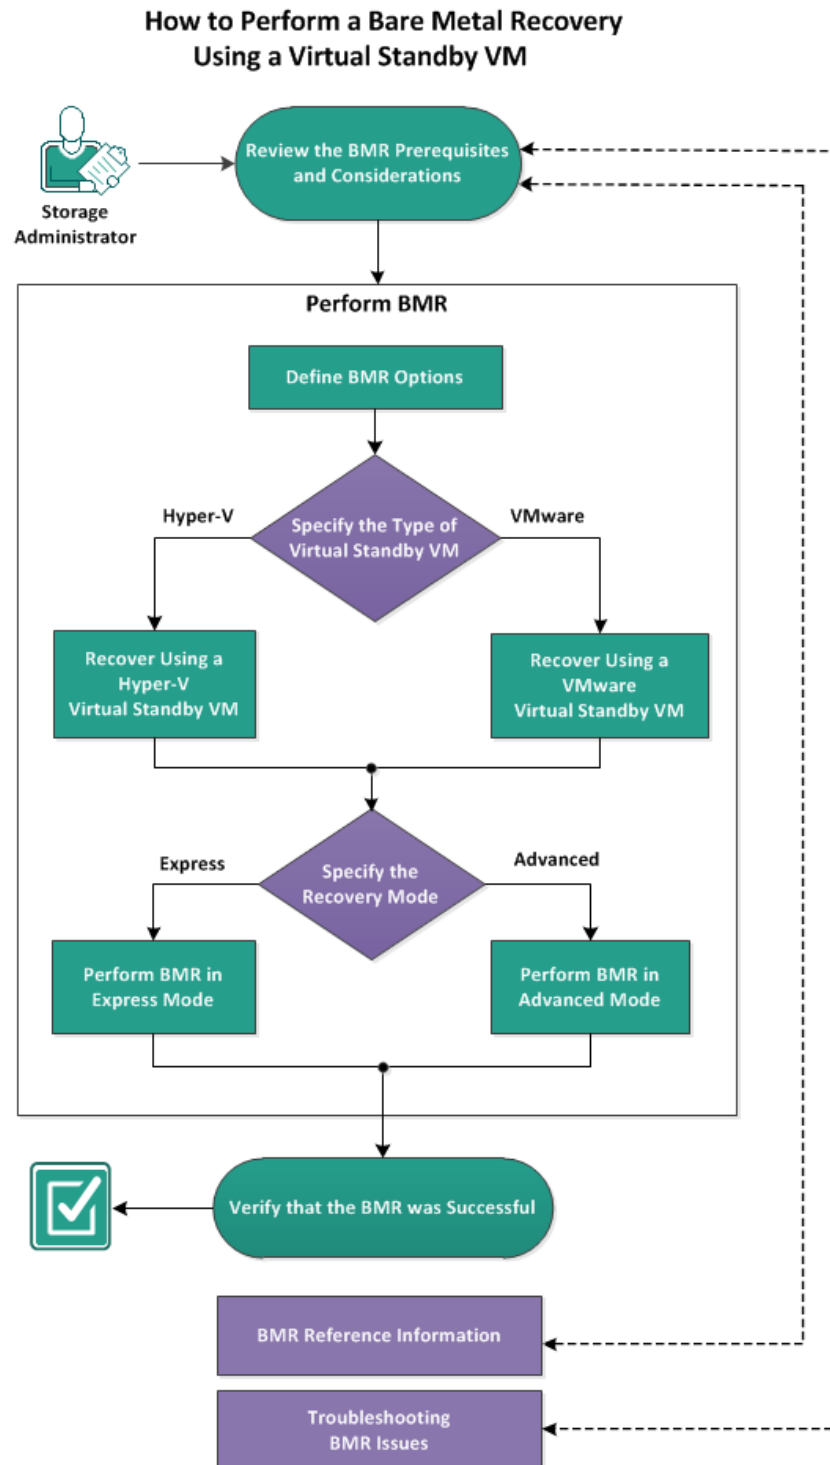 How to Perform a Bare Metal Recovery
Using a Virtual Standby VM
Review the BMR Prerequisites
and Considerations
Storage
Administrator
Perform BMR
Define BMR Options
Hyper-V
Specify the Type of
Virtual Standby VM
VMware
Recover Using a
Hyper-V
Virtual Standby VM
Recover Using a
VMware
Virtual Standby VM
Express
Specify the
Recovery Mode
Advanced
Perform BMR in
Express Mode
Perform BMR in
Advanced Mode
Verify that the BMR was Successful
BMR Reference Information
Troubleshooting
BMR Issues